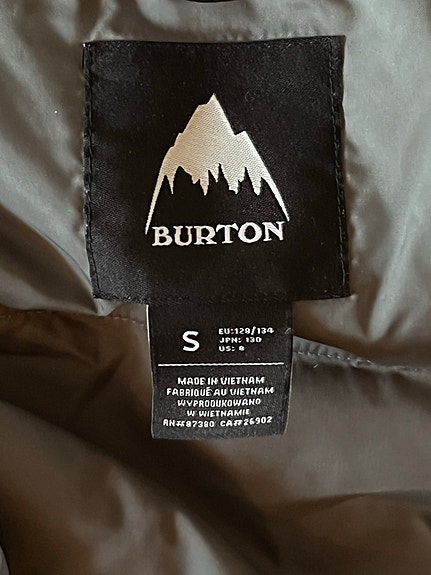 BURTON
S
EU:128/134
JPN: 130
US: 8
MADE IN VIETNAM
FABRIQUÉ AU VIETNAM
WYPRODUKOWANO
W WIETNAMIE
RN#87380 CA#26902